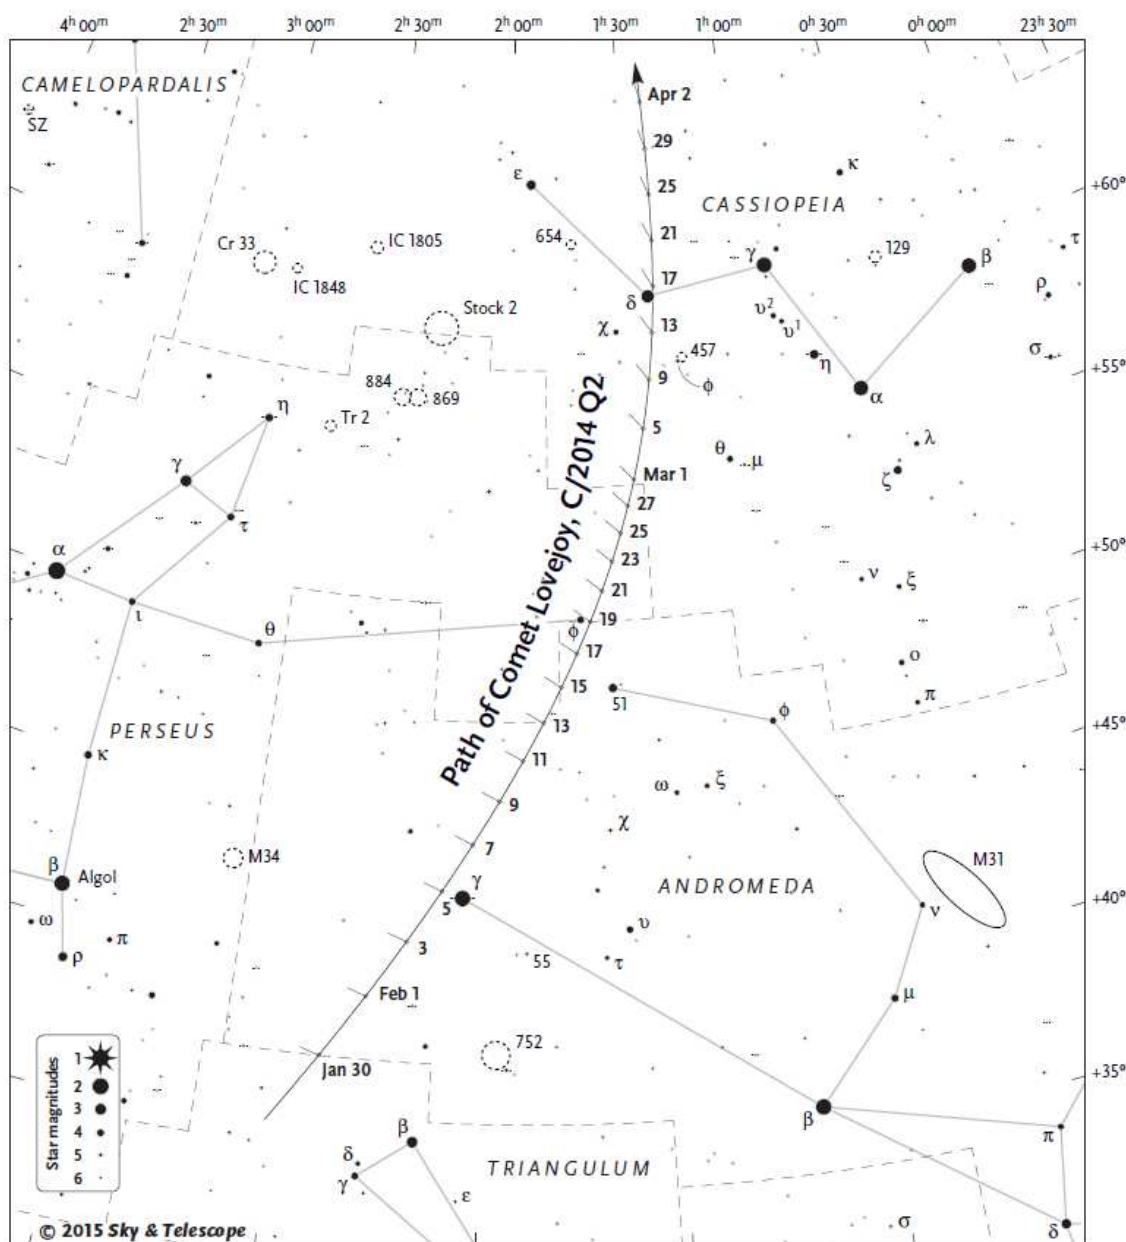 4h 00m 3h 30m 3h 00m 2h 30m 2h 00m 1h 30m 1h 00m 0h 30m 0h 00m 23h 30m
CAMELOPARDALIS
SZ
Apr 2
29
κ
ε
25
+60°
CASSIOPEIA
Cr 33
IC 1805
654
21
γ
129
β
τ
IC 1848
17
ρ
δ
Stock 2
υ²
υ¹
χ
13
457
η
σ
+55°
884
869
9
ϕ
α
η
Tr 2
5
λ
θ
μ
ζ
γ
Mar 1
τ
27
25
+50°
α
23
ν
ξ
ι
21
θ
ϕ
19
17
ο
15
51
π
ϕ
13
+45°
PERSEUS
κ
11
Path of Comet Lovejoy, C/2014 Q2
ω
ξ
9
χ
7
M34
M31
β
Algol
γ
ANDROMEDA
5
ν
+40°
ω
π
υ
3
ρ
55
τ
Feb 1
μ
752
Jan 30
+35°
Star magnitudes
1
2
3
4
5
6
β
β
π
δ
γ
TRIANGULUM
ε
σ
δ
© 2015 Sky & Telescope